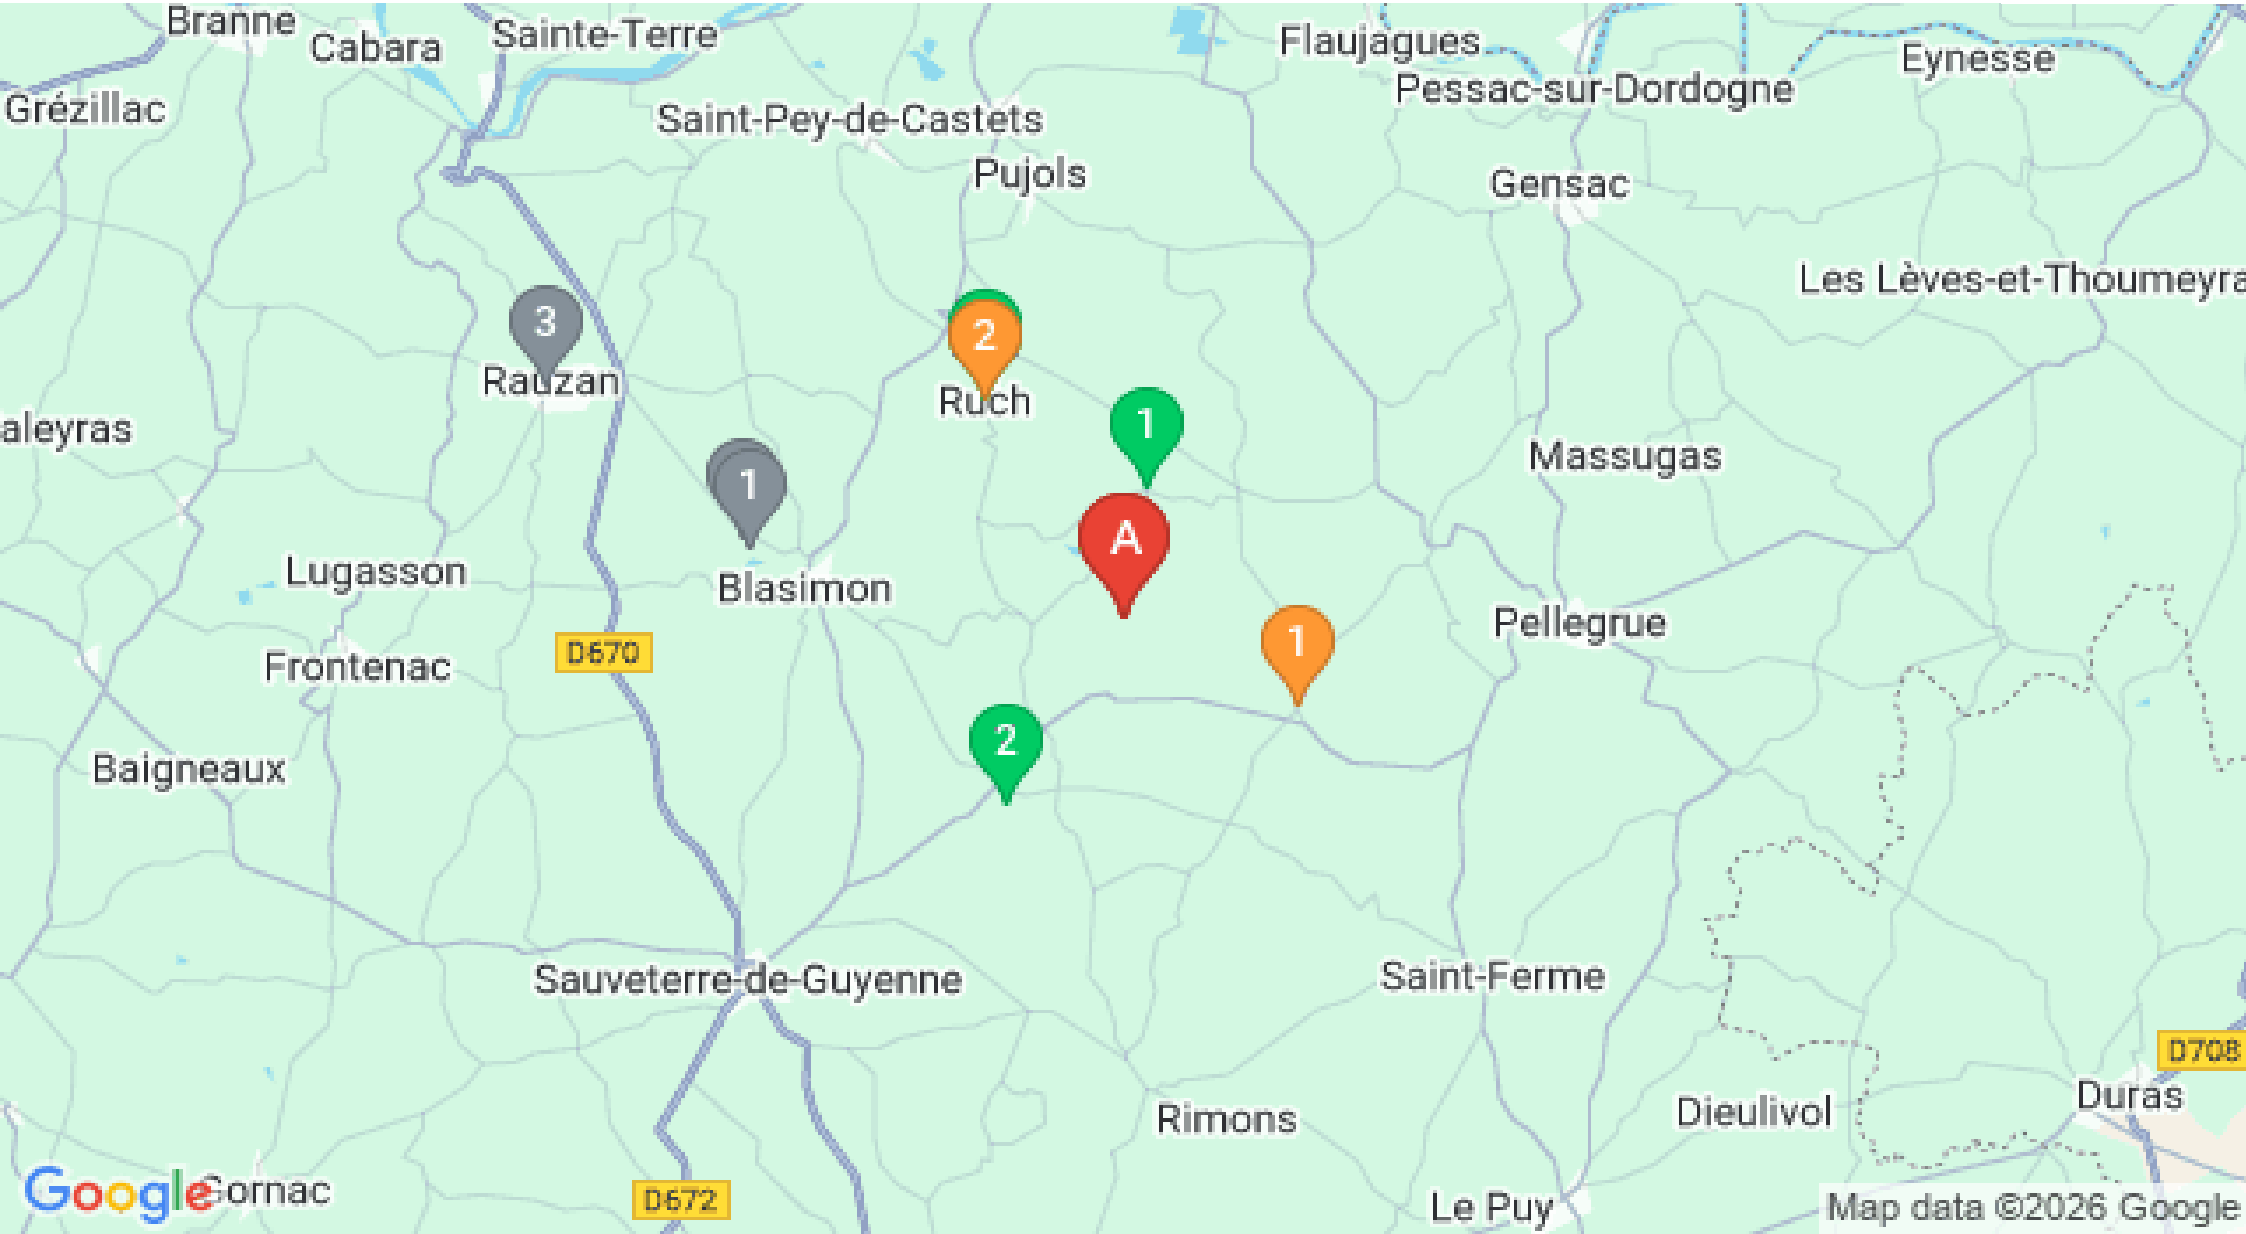 Branne
Cabara
Sainte-Terre
Flaujagues
Eynesse
Pessac-sur-Dordogne
Grézillac
Saint-Pey-de-Castets
Pujols
Gensac
Les Lèves-et-Thoumeyra
3
2
Rauzan
Ruch
1
aleyras
Massugas
1
A
Lugasson
Blasimon
Pellegrue
1
D670
Frontenac
2
Baigneaux
Sauveterre-de-Guyenne
Saint-Ferme
D708
Duras
Dieulivol
Rimons
Google
Gornac
D672
Le Puy
Map data ©2026 Google